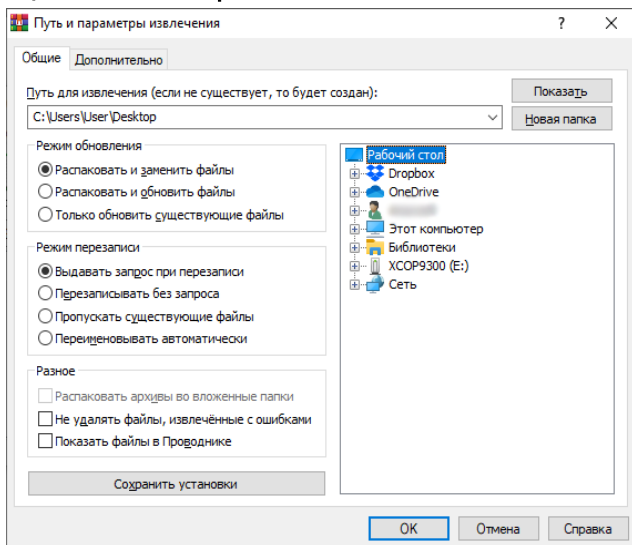 Путь и параметры извлечения ? ×
Общие Дополнительно
Путь для извлечения (если не существует, то будет создан):
Показать
C:\Users\User\Desktop
Новая папка
Режим обновления
Распаковать и заменить файлы
Распаковать и обновить файлы
Только обновить существующие файлы
Режим перезаписи
Выдавать запрос при перезаписи
Перезаписывать без запроса
Пропускать существующие файлы
Переименовывать автоматически
Разное
Распаковать архивы во вложенные папки
Не удалять файлы, извлечённые с ошибками
Показать файлы в Проводнике
Сохранить установки
Рабочий стол
Dropbox
OneDrive
Этот компьютер
Библиотеки
XCOP9300 (E:)
Сеть
OK Отмена Справка